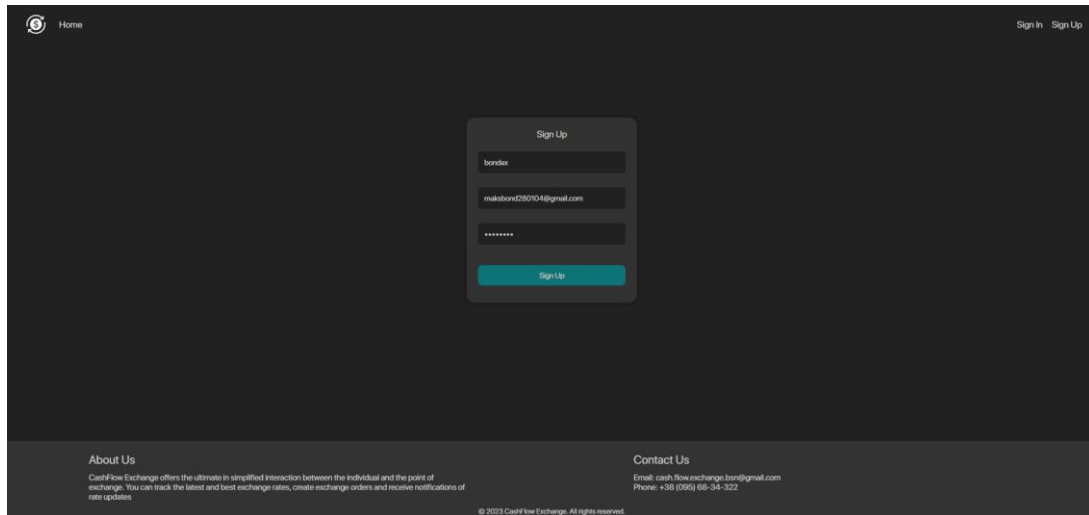 $
Home
Sign In
Sign Up
Sign Up
bondax
maksbond280104@gmail.com
••••••••
Sign Up
About Us
CashFlow Exchange offers the ultimate in simplified interaction between the individual and the point of
exchange. You can track the latest and best exchange rates, create exchange orders and receive notifications of
rate updates
Contact Us
Email: cash.flow.exchange.bsn@gmail.com
Phone: +38 (095) 68-34-322
© 2023 CashFlow Exchange. All rights reserved.